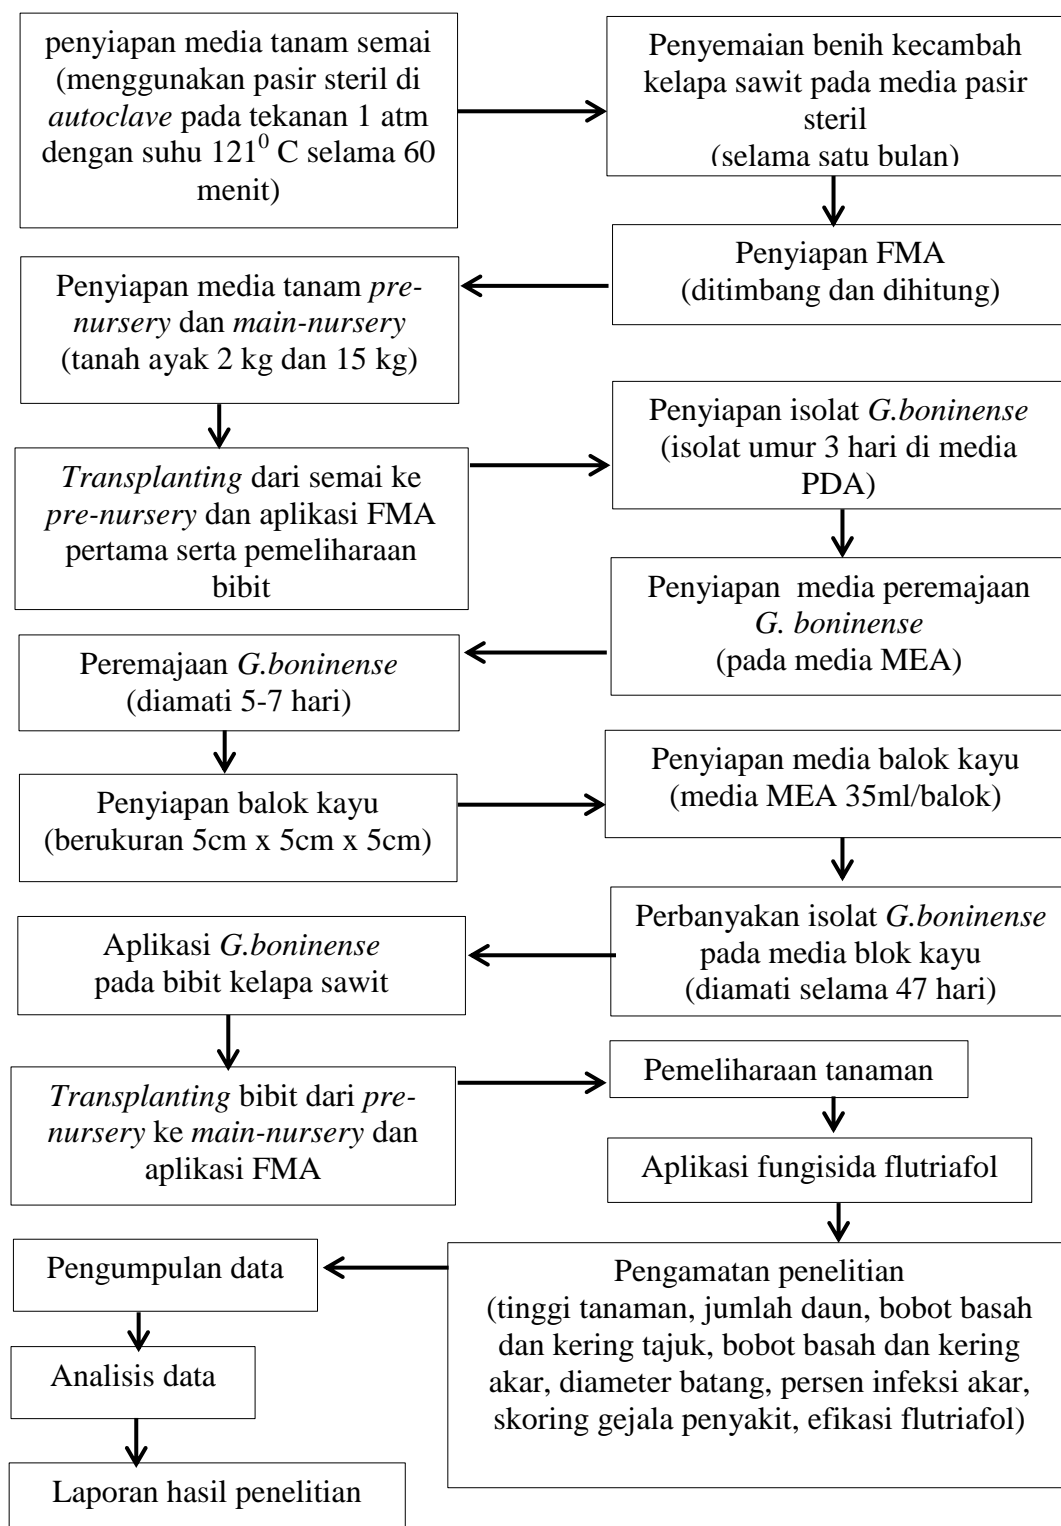 penyiapan media tanam semai
(menggunakan pasir steril di
autoclave pada tekanan 1 atm
dengan suhu 121⁰ C selama 60
menit)
Penyemaian benih kecambah
kelapa sawit pada media pasir
steril
(selama satu bulan)
Penyiapan FMA
(ditimbang dan dihitung)
Penyiapan media tanam pre-
nursery dan main-nursery
(tanah ayak 2 kg dan 15 kg)
Transplanting dari semai ke
pre-nursery dan aplikasi FMA
pertama serta pemeliharaan
bibit
Penyiapan isolat G.boninense
(isolat umur 3 hari di media
PDA)
Penyiapan media peremajaan
G. boninense
(pada media MEA)
Peremajaan G.boninense
(diamati 5-7 hari)
Penyiapan balok kayu
(berukuran 5cm x 5cm x 5cm)
Penyiapan media balok kayu
(media MEA 35ml/balok)
Perbanyakan isolat G.boninense
pada media blok kayu
(diamati selama 47 hari)
Aplikasi G.boninense
pada bibit kelapa sawit
Transplanting bibit dari pre-
nursery ke main-nursery dan
aplikasi FMA
Pemeliharaan tanaman
Aplikasi fungisida flutriafol
Pengamatan penelitian
(tinggi tanaman, jumlah daun, bobot basah
dan kering tajuk, bobot basah dan kering
akar, diameter batang, persen infeksi akar,
skoring gejala penyakit, efikasi flutriafol)
Pengumpulan data
Analisis data
Laporan hasil penelitian